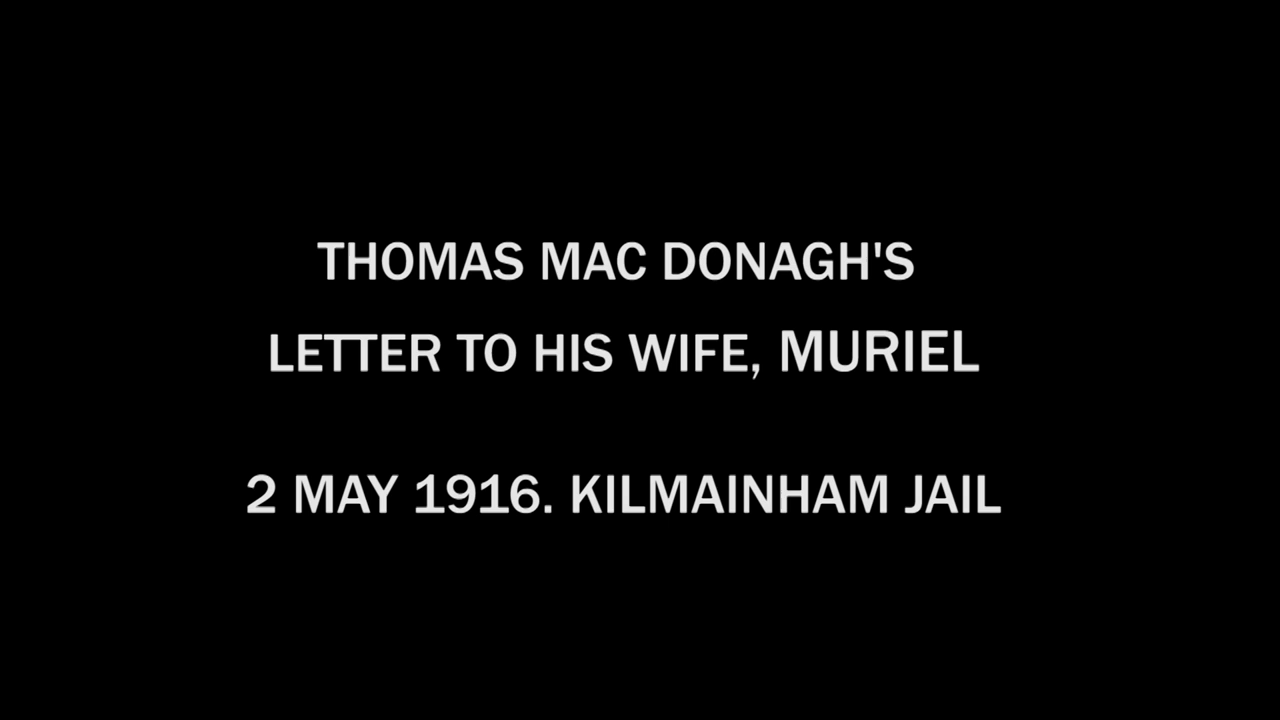 THOMAS MAC DONAGH'S
LETTER TO HIS WIFE, MURIEL
2 MAY 1916. KILMAINHAM JAIL